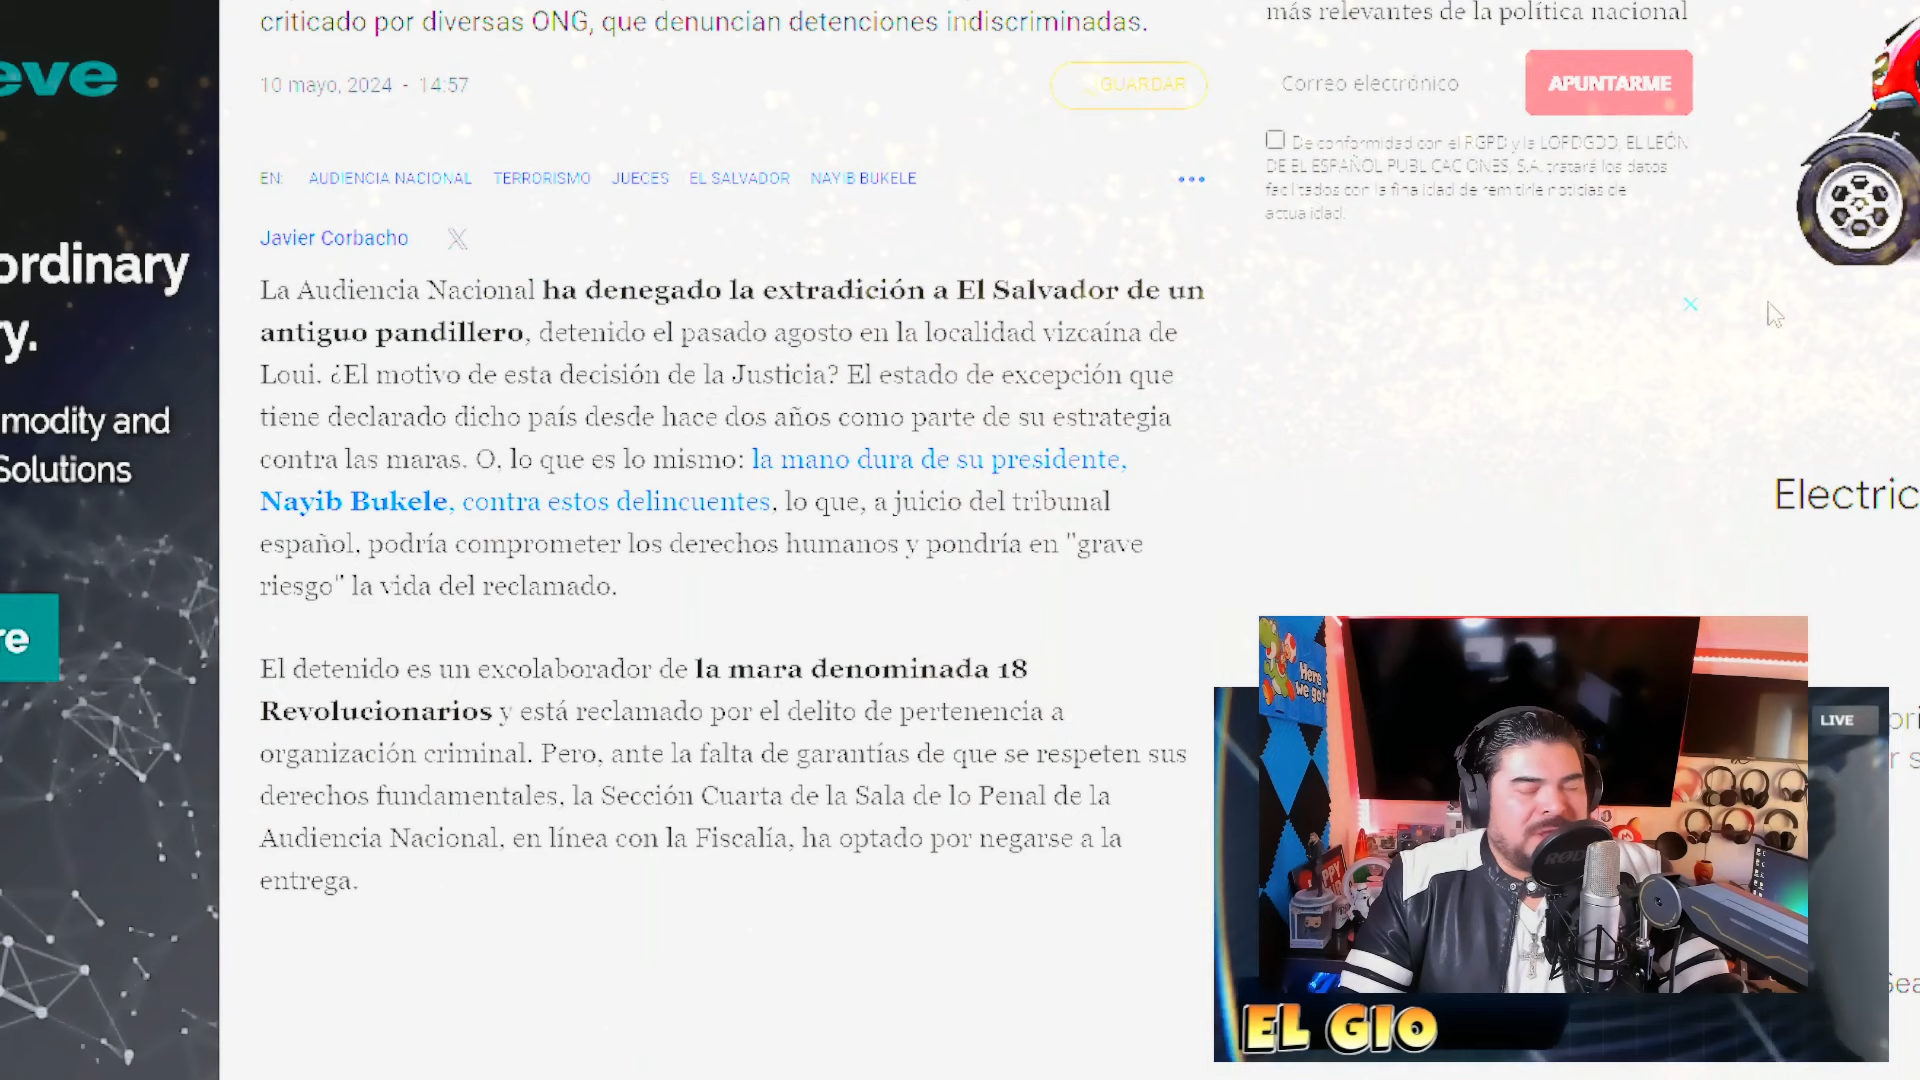 criticado por diversas ONG, que denuncian detenciones indiscriminadas.
10 mayo, 2024 - 14:57
GUARDAR
EN: AUDIENCIA NACIONAL TERRORISMO JUECES EL SALVADOR NAYIB BUKELE
Javier Corbacho
La Audiencia Nacional ha denegado la extradición a El Salvador de un
antiguo pandillero, detenido el pasado agosto en la localidad vizcaína de
Loui. ¿El motivo de esta decisión de la Justicia? El estado de excepción que
tiene declarado dicho país desde hace dos años como parte de su estrategia
contra las maras. O, lo que es lo mismo: la mano dura de su presidente,
Nayib Bukele, contra estos delincuentes, lo que, a juicio del tribunal
español, podría comprometer los derechos humanos y pondría en "grave
riesgo" la vida del reclamado.
El detenido es un excolaborador de la mara denominada 18
Revolucionarios y está reclamado por el delito de pertenencia a
organización criminal. Pero, ante la falta de garantías de que se respeten sus
derechos fundamentales, la Sección Cuarta de la Sala de lo Penal de la
Audiencia Nacional, en línea con la Fiscalía, ha optado por negarse a la
entrega.
más relevantes de la política nacional
Correo electrónico
APUNTARME
De conformidad con el RGPD y la LOPDGDD, EL LEÓN
DE EL ESPAÑOL PUBLICACIONES, S.A. tratará los datos
facilitados con la finalidad de remitirle noticias de
actualidad.
eve
ordinary
y.
modity and
Solutions
re
Electric
Here
we go!
LIVE
RØDE
EL GIO